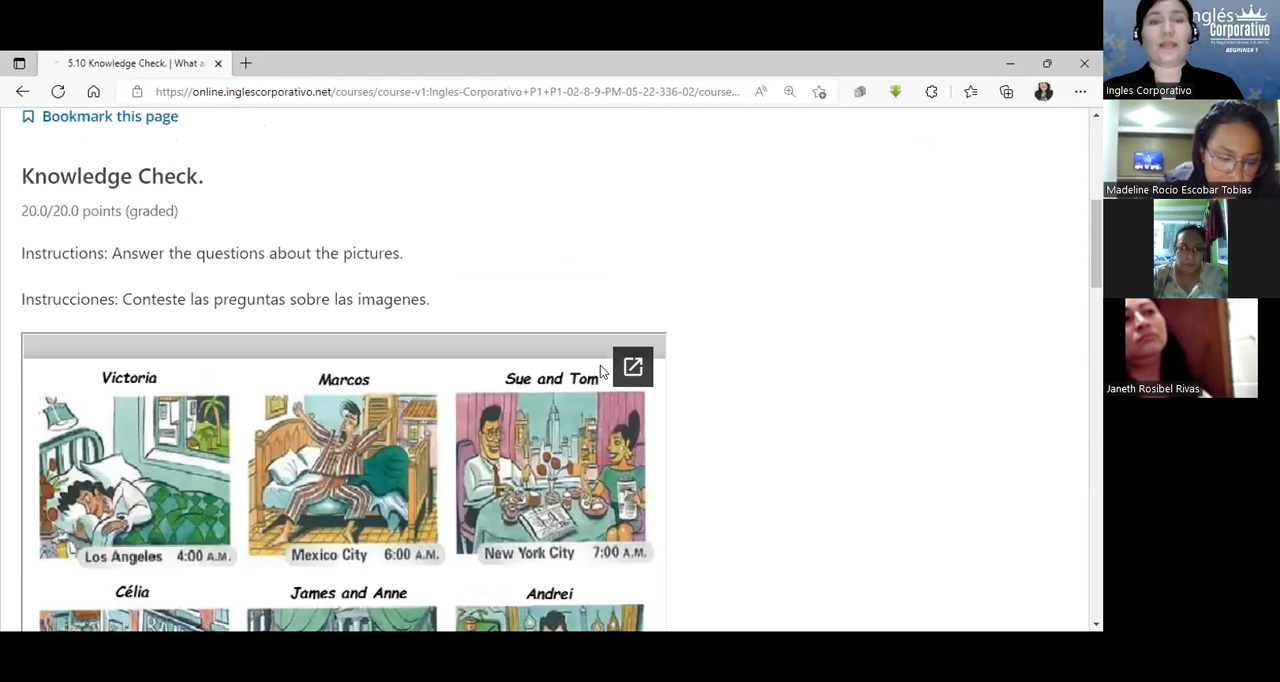 5.10 Knowledge Check. | What a
https://online.inglescorporativo.net/courses/course-v1:Ingles-Corporativo+P1+P1-02-8-9-PM-05-22-336-02/course...
Bookmark this page
Knowledge Check.
20.0/20.0 points (graded)
Instructions: Answer the questions about the pictures.
Instrucciones: Conteste las preguntas sobre las imagenes.
Victoria Marcos Sue and Tom
Los Angeles 4:00 A.M. Mexico City 6:00 A.M. New York City 7:00 A.M.
Célia James and Anne Andrei
nglés
Corporativo
BEGINNER 1
Ingles Corporativo
Madeline Rocio Escobar Tobias
Janeth Rosibel Rivas